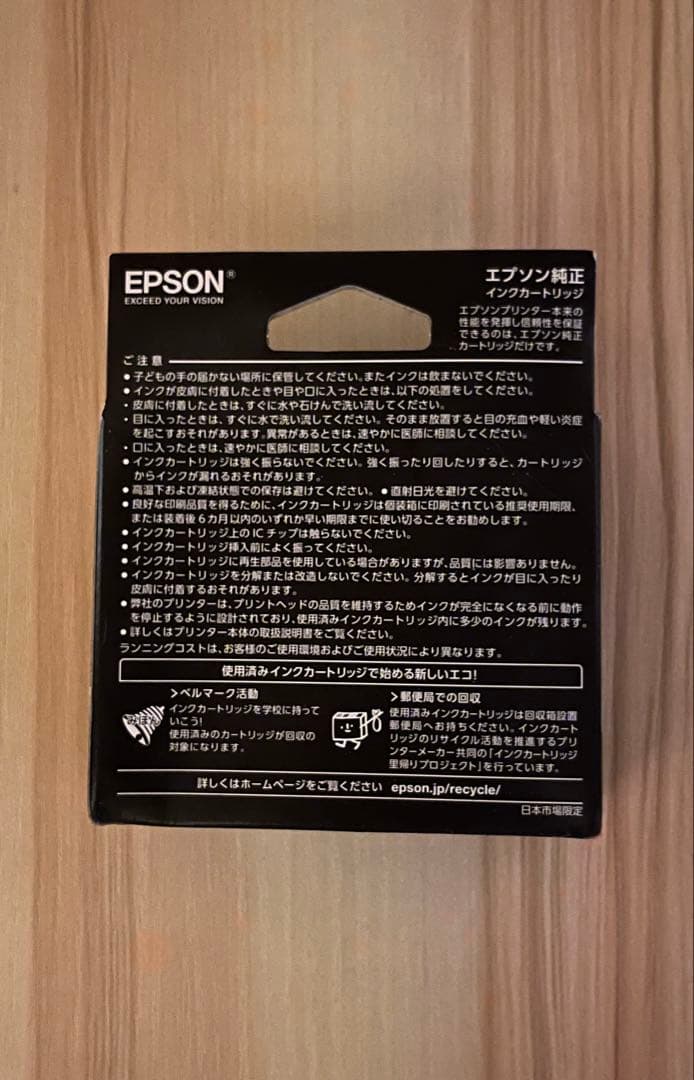 EPSON®
EXCEED YOUR VISION
エプソン純正
インクカートリッジ
エプソンプリンター本来の
性能を発揮し信頼性を保証
できるのは、エプソン純正
カートリッジだけです。
ご注意
●子どもの手の届かない場所に保管してください。またインクは飲まないでください。
●インクが皮膚に付着したときや目や口に入ったときは、以下の処置をしてください。
・皮膚に付着したときは、すぐに水や石けんで洗い流してください。
・目に入ったときは、すぐに水で洗い流してください。そのまま放置すると目の充血や軽い炎症
を起こすおそれがあります。異常があるときは、速やかに医師に相談してください。
・口に入ったときは、速やかに医師に相談してください。
●インクカートリッジは強く振らないでください。強く振ったり回したりすると、カートリッジ
からインクが漏れるおそれがあります。
●高温下および凍結状態での保存は避けてください。●直射日光を避けてください。
●良好な印刷品質を得るために、インクカートリッジは個装箱に印刷されている推奨使用期限、
または装着後6カ月以内のいずれか早い期限までに使い切ることをお勧めします。
●インクカートリッジ上のICチップは触らないでください。
●インクカートリッジ挿入前によく振ってください。
●インクカートリッジに再生部品を使用している場合がありますが、品質には影響ありません。
●インクカートリッジを分解または改造しないでください。分解するとインクが目に入ったり
皮膚に付着するおそれがあります。
●弊社のプリンターは、プリントヘッドの品質を維持するためインクが完全になくなる前に動作
を停止するように設計されており、使用済みインクカートリッジ内に多少のインクが残ります。
●詳しくはプリンター本体の取扱説明書をご覧ください。
ランニングコストは、お客様のご使用環境およびご使用状況により異なります。
使用済みインクカートリッジで始める新しいエコ!
>ベルマーク活動
インクカートリッジを学校に持って
いこう!
使用済みのカートリッジが回収の
対象になります。
>郵便局での回収
使用済みインクカートリッジは回収箱設置
郵便局へお持ちください。インクカート
リッジのリサイクル活動を推進するプリ
ンターメーカー共同の「インクカートリッジ
里帰りプロジェクト」を行っています。
詳しくはホームページをご覧ください epson.jp/recycle/
日本市場限定